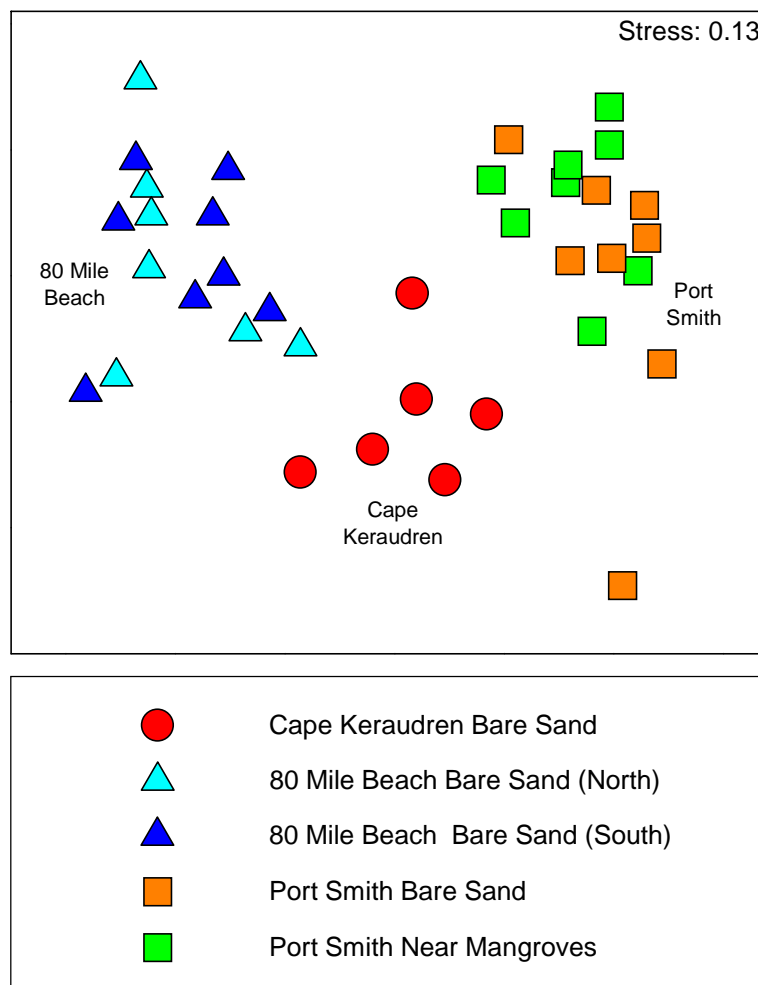 Stress: 0.13
80 Mile
Beach
Port
Smith
Cape
Keraudren
Cape Keraudren Bare Sand
80 Mile Beach Bare Sand (North)
80 Mile Beach  Bare Sand (South)
Port Smith Bare Sand
Port Smith Near Mangroves